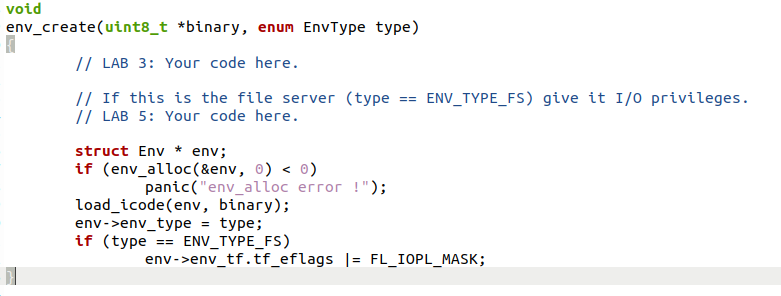 void
env_create(uint8_t *binary, enum EnvType type)
{
        // LAB 3: Your code here.

        // If this is the file server (type == ENV_TYPE_FS) give it I/O privileges.
        // LAB 5: Your code here.

        struct Env * env;
        if (env_alloc(&env, 0) < 0)
                panic("env_alloc error !");
        load_icode(env, binary);
        env->env_type = type;
        if (type == ENV_TYPE_FS)
                env->env_tf.tf_eflags |= FL_IOPL_MASK;
}